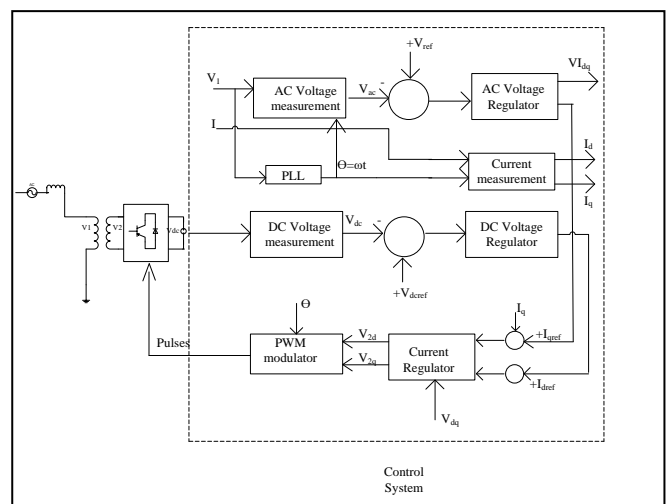 +Vref
V1
AC Voltage
measurement
Vac
-
AC Voltage
Regulator
VIdq
I
Θ=ωt
PLL
Current
measurement
Id
Iq
AC
V1
V2
Vdc
DC Voltage
measurement
Vdc
-
DC Voltage
Regulator
+Vdcref
Θ
Iq
+Iqref
Pulses
PWM
modulator
V2d
V2q
Current
Regulator
+Idref
Vdq
Control
System